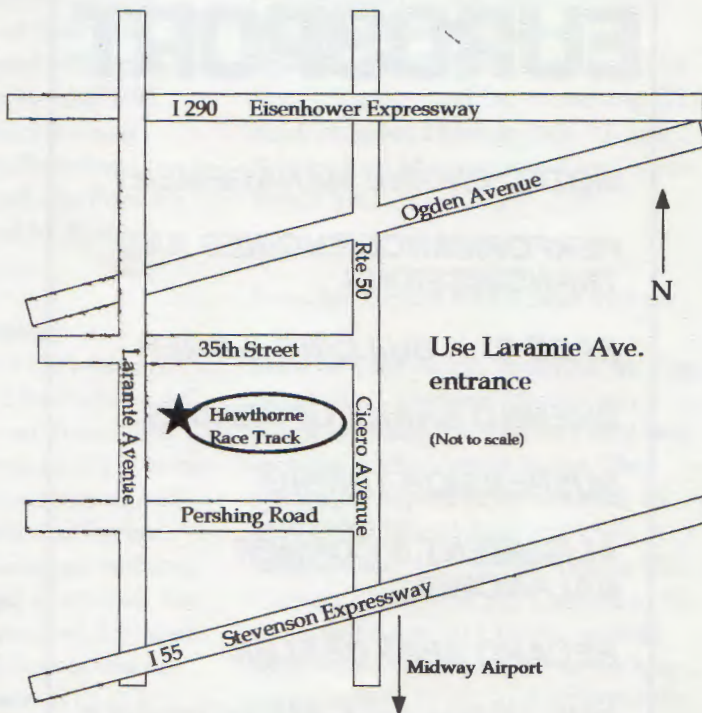 I 290 Eisenhower Expressway
Ogden Avenue
Rte 50
N
35th Street
Use Laramie Ave.
entrance
(Not to scale)
Laramie Avenue
Hawthorne
Race Track
Cicero Avenue
Pershing Road
I 55 Stevenson Expressway
Midway Airport